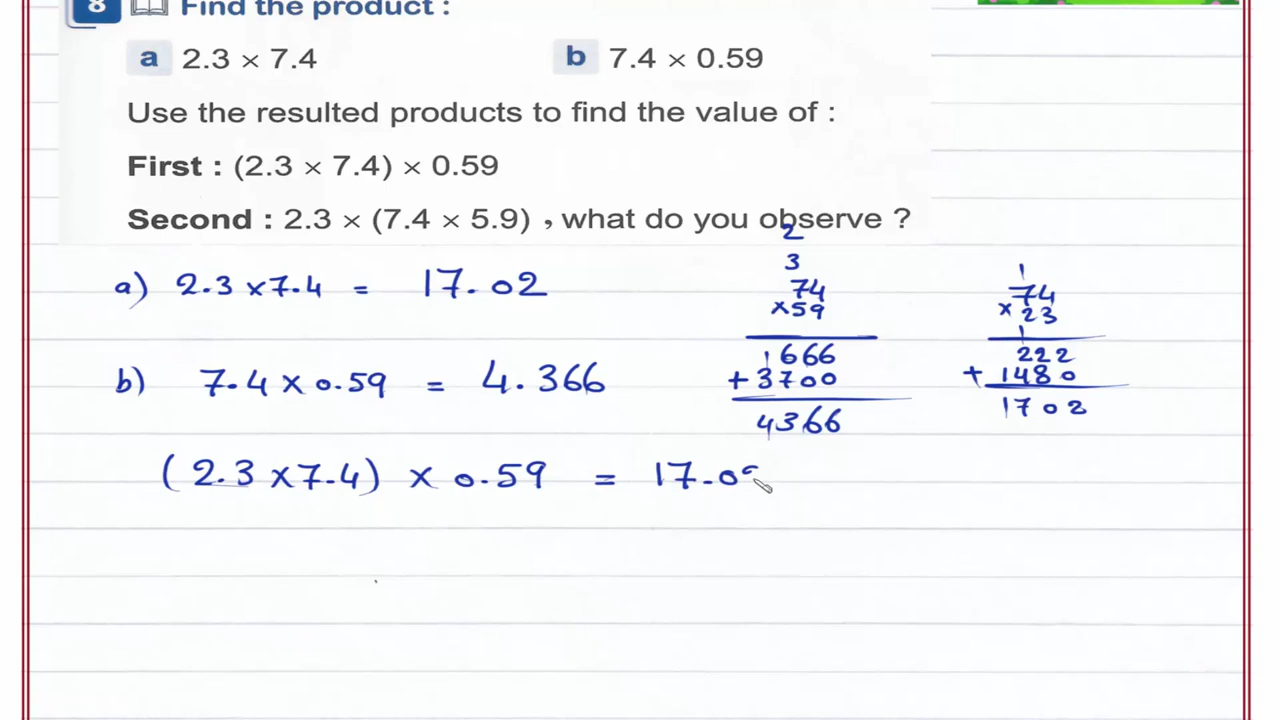 8 Find the product :
a 2.3 × 7.4 b 7.4 × 0.59
Use the resulted products to find the value of :
First : (2.3 × 7.4) × 0.59
Second : 2.3 × (7.4 × 5.9) , what do you observe ?
a) 2.3 × 7.4 = 17.02
b) 7.4 × 0.59 = 4.366
(2.3 × 7.4) × 0.59 = 17.0
2
3
74
×59
1666
+3700
4366
1
74
×23
1
222
+1480
1702